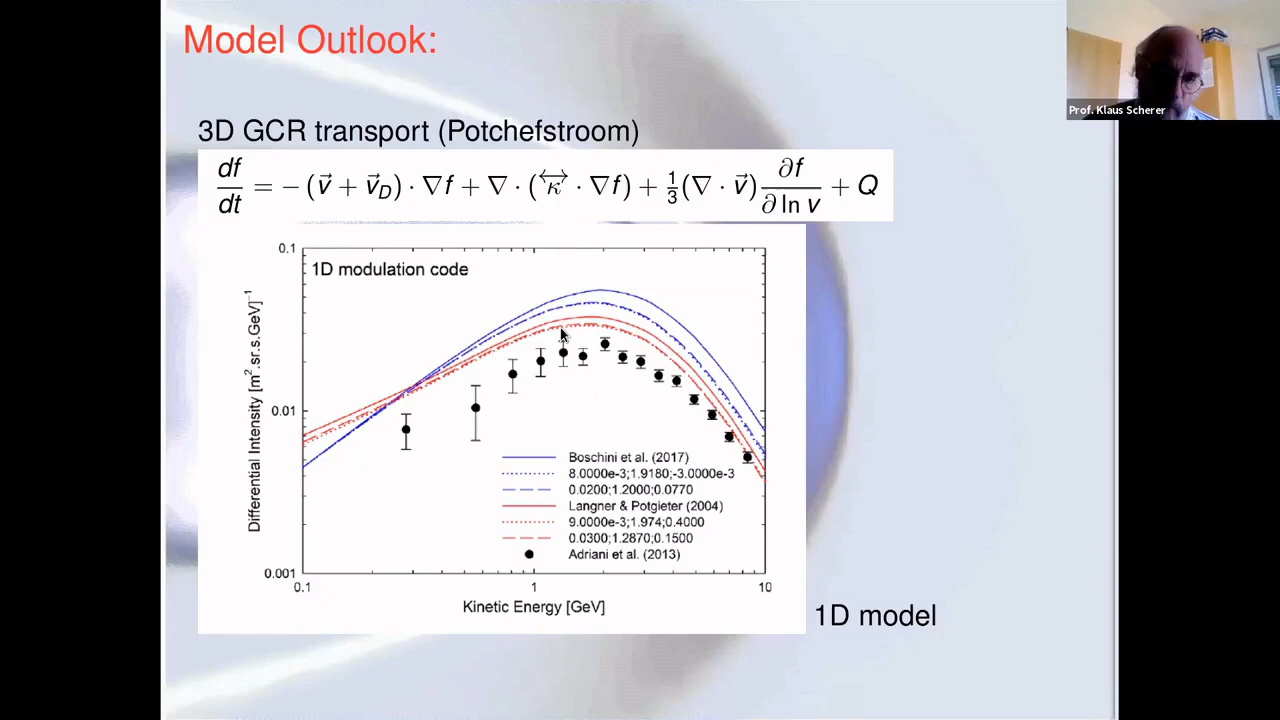 Model Outlook:
Prof. Klaus Scherer
3D GCR transport (Potchefstroom)
df/dt = − (v⃗ + v⃗_D) · ∇f + ∇ · (κ⃡ · ∇f) + 1/3 (∇ · v⃗) ∂f/∂ ln v + Q
0.1
1D modulation code
Differential Intensity [m².sr.s.GeV]⁻¹
0.01
Boschini et al. (2017)
8.0000e-3;1.9180;-3.0000e-3
0.0200;1.2000;0.0770
Langner & Potgieter (2004)
9.0000e-3;1.974;0.4000
0.0300;1.2870;0.1500
Adriani et al. (2013)
0.001
0.1 1 10
Kinetic Energy [GeV]
1D model